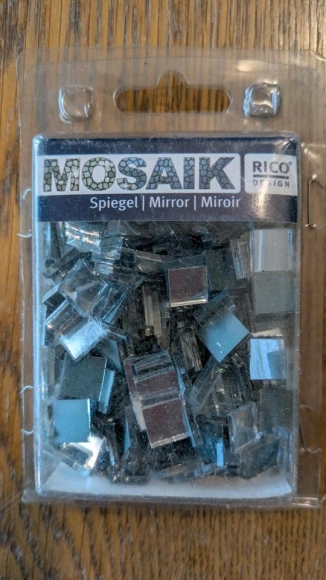 MOSAIK
RICO®
DESIGN
Spiegel | Mirror | Miroir